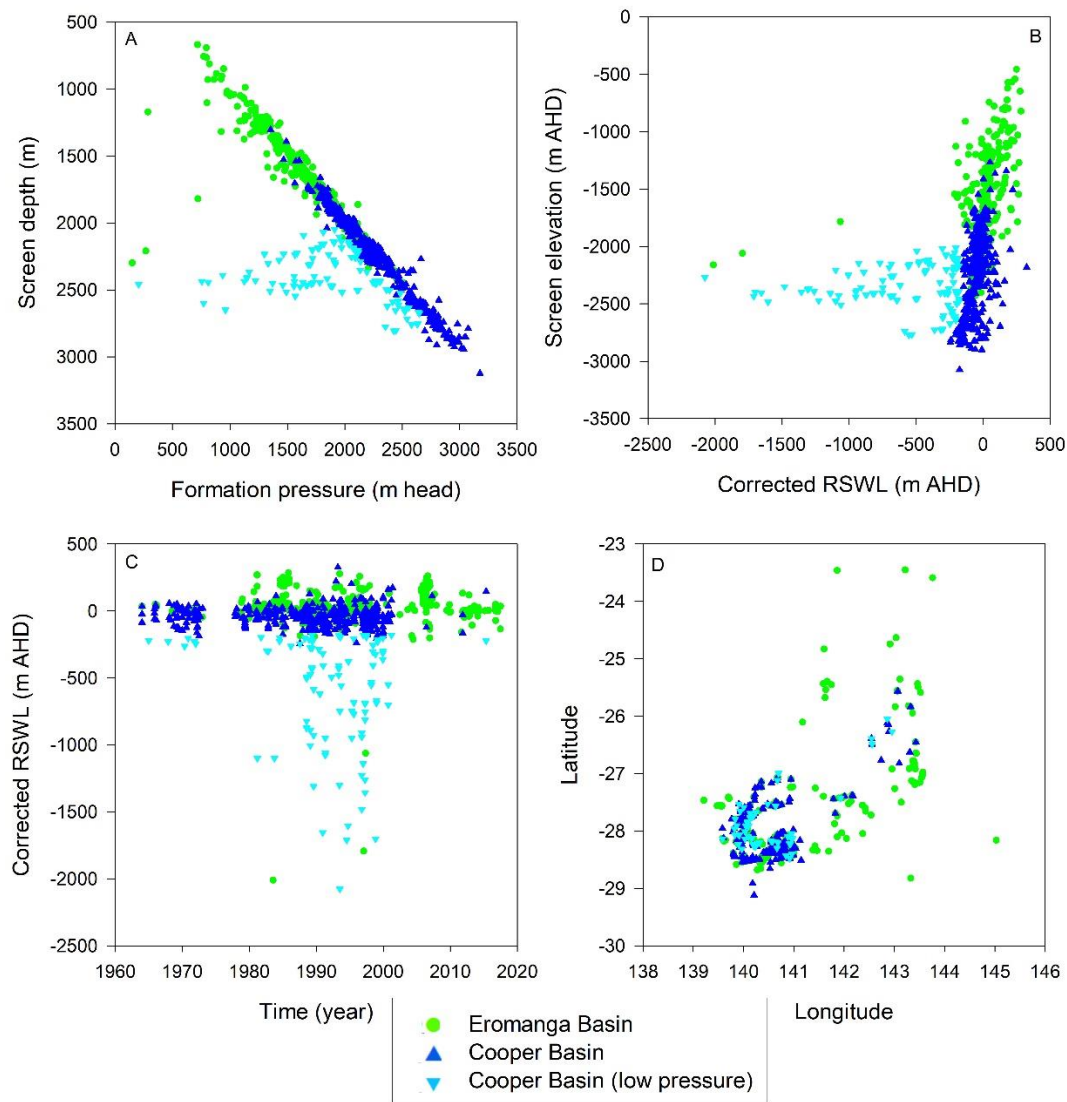 A
500
1000
1500
2000
2500
3000
3500
Screen depth (m)
0 500 1000 1500 2000 2500 3000 3500
Formation pressure (m head)
B
0
-500
-1000
-1500
-2000
-2500
-3000
-3500
Screen elevation (m AHD)
-2500 -2000 -1500 -1000 -500 0 500
Corrected RSWL (m AHD)
C
500
0
-500
-1000
-1500
-2000
-2500
Corrected RSWL (m AHD)
1960 1970 1980 1990 2000 2010 2020
Time (year)
D
-23
-24
-25
-26
-27
-28
-29
-30
Latitude
138 139 140 141 142 143 144 145 146
Longitude
Eromanga Basin
Cooper Basin
Cooper Basin (low pressure)